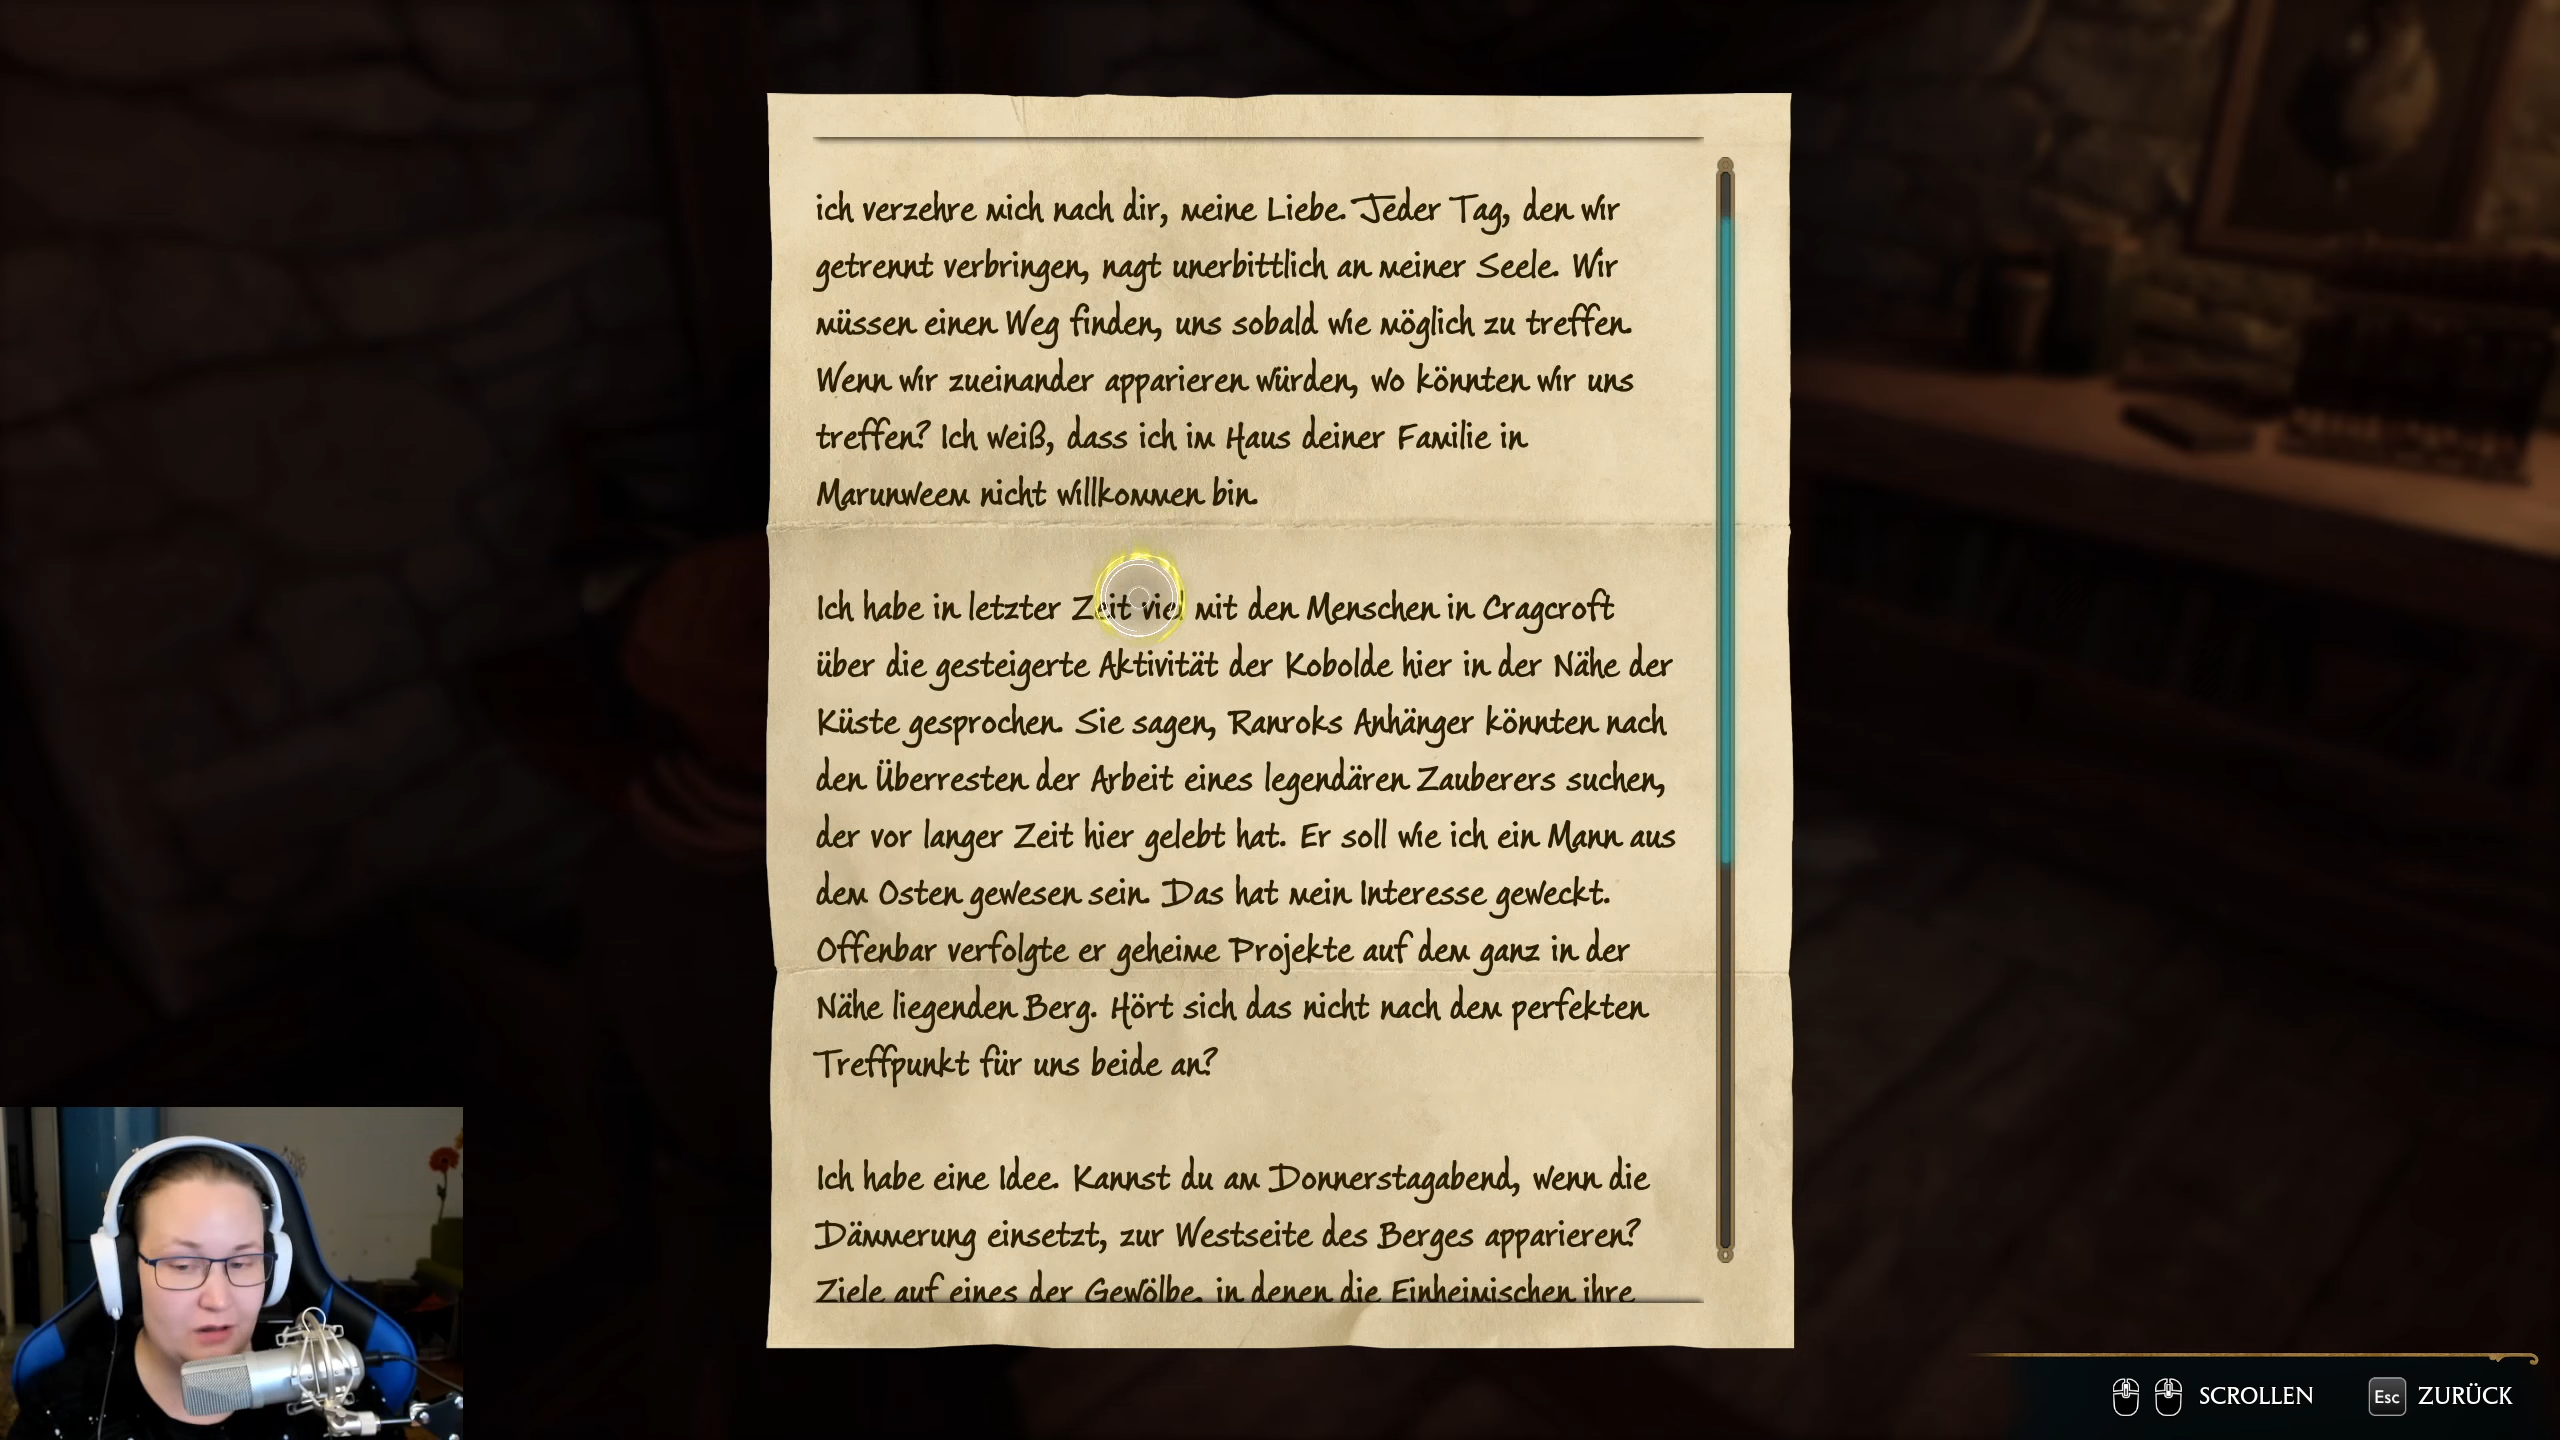 ich verzehre mich nach dir, meine Liebe. Jeder Tag, den wir
getrennt verbringen, nagt unerbittlich an meiner Seele. Wir
müssen einen Weg finden, uns sobald wie möglich zu treffen.
Wenn wir zueinander apparieren würden, wo könnten wir uns
treffen? Ich weiß, dass ich im Haus deiner Familie in
Marunweem nicht willkommen bin.
Ich habe in letzter Zeit viel mit den Menschen in Cragcroft
über die gesteigerte Aktivität der Kobolde hier in der Nähe der
Küste gesprochen. Sie sagen, Ranroks Anhänger könnten nach
den Überresten der Arbeit eines legendären Zauberers suchen,
der vor langer Zeit hier gelebt hat. Er soll wie ich ein Mann aus
dem Osten gewesen sein. Das hat mein Interesse geweckt.
Offenbar verfolgte er geheime Projekte auf dem ganz in der
Nähe liegenden Berg. Hört sich das nicht nach dem perfekten
Treffpunkt für uns beide an?
Ich habe eine Idee. Kannst du am Donnerstagabend, wenn die
Dämmerung einsetzt, zur Westseite des Berges apparieren?
Ziele auf eines der Gewölbe, in denen die Einheimischen ihre
SCROLLEN
Esc ZURÜCK